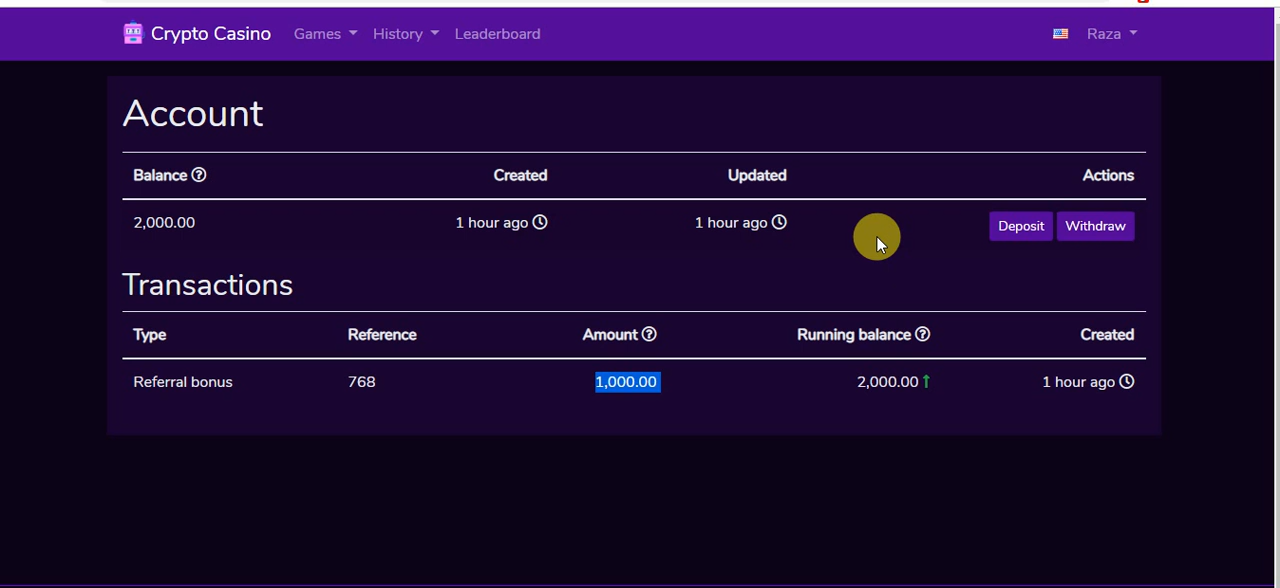 Crypto Casino Games History Leaderboard Raza
Account
Balance Created Updated Actions
2,000.00 1 hour ago 1 hour ago Deposit Withdraw
Transactions
Type Reference Amount Running balance Created
Referral bonus 768 1,000.00 2,000.00 1 hour ago